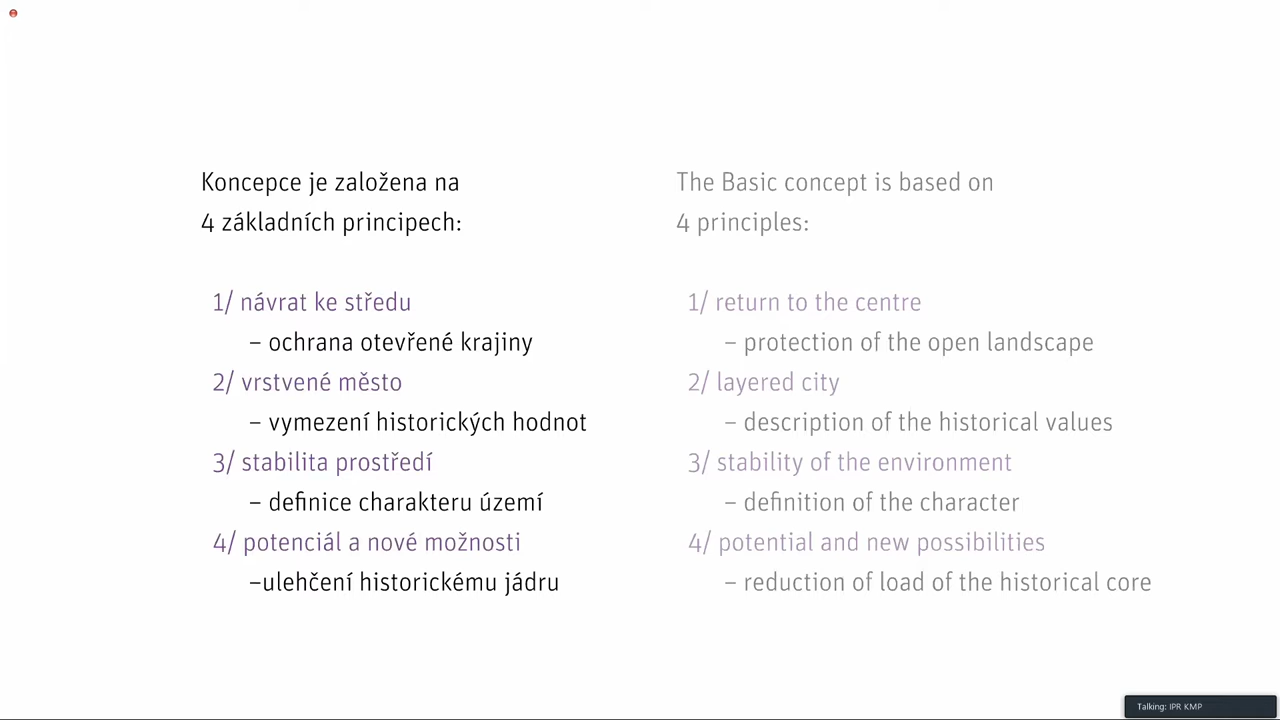 Koncepce je založena na
4 základních principech:
1/ návrat ke středu
– ochrana otevřené krajiny
2/ vrstvené město
– vymezení historických hodnot
3/ stabilita prostředí
– definice charakteru území
4/ potenciál a nové možnosti
–ulehčení historickému jádru
The Basic concept is based on
4 principles:
1/ return to the centre
– protection of the open landscape
2/ layered city
– description of the historical values
3/ stability of the environment
– definition of the character
4/ potential and new possibilities
– reduction of load of the historical core
Talking: IPR KMP